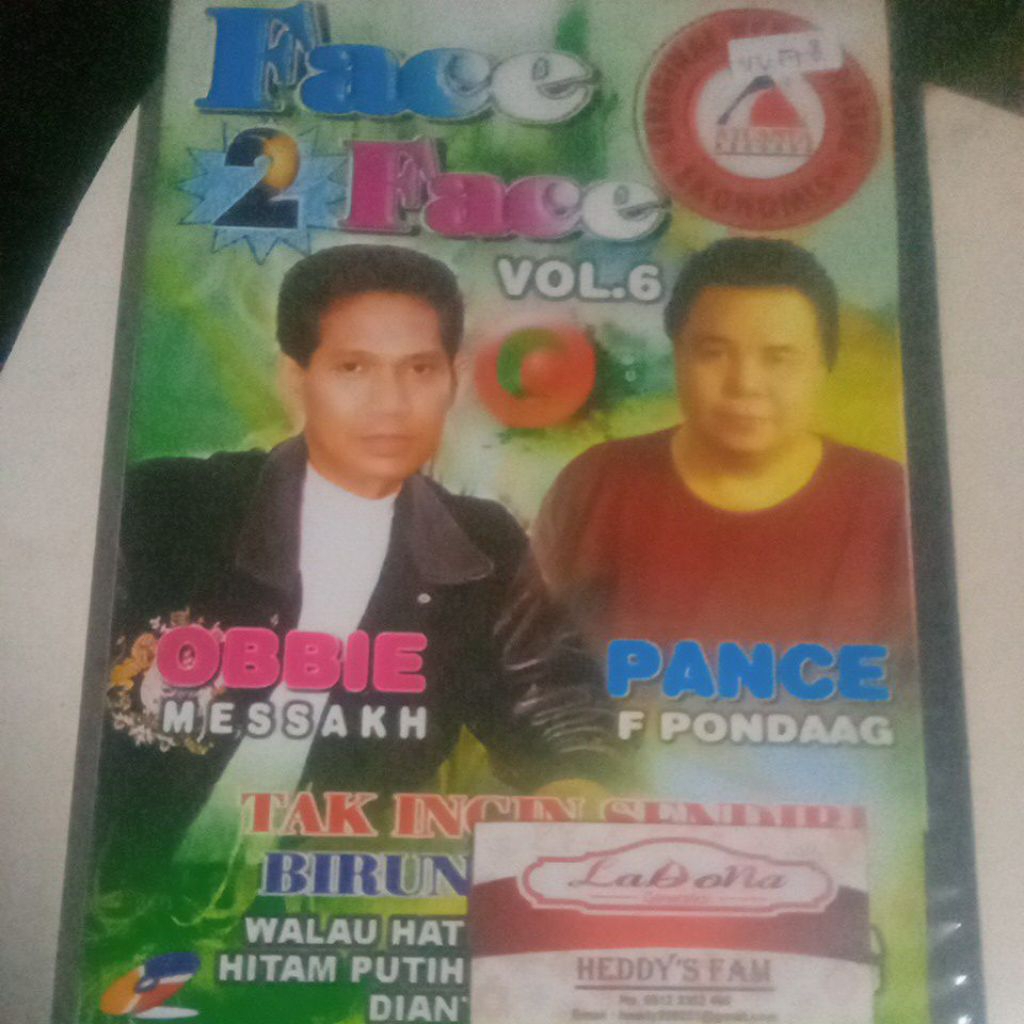 Face
2 Face
VOL.6
EKONOMIS
OBBIE
MESSAKH
PANCE
F PONDAAG
TAK INGIN SENDIRI
BIRUN
WALAU HAT
HITAM PUTIH
DIAN
LaDoNa
HEDDY'S FAM